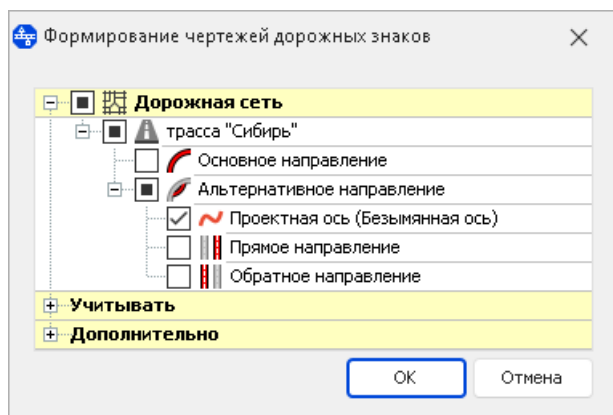 Формирование чертежей дорожных знаков
Дорожная сеть
трасса "Сибирь"
Основное направление
Альтернативное направление
Проектная ось (Безымянная ось)
Прямое направление
Обратное направление
Учитывать
Дополнительно
ОК
Отмена